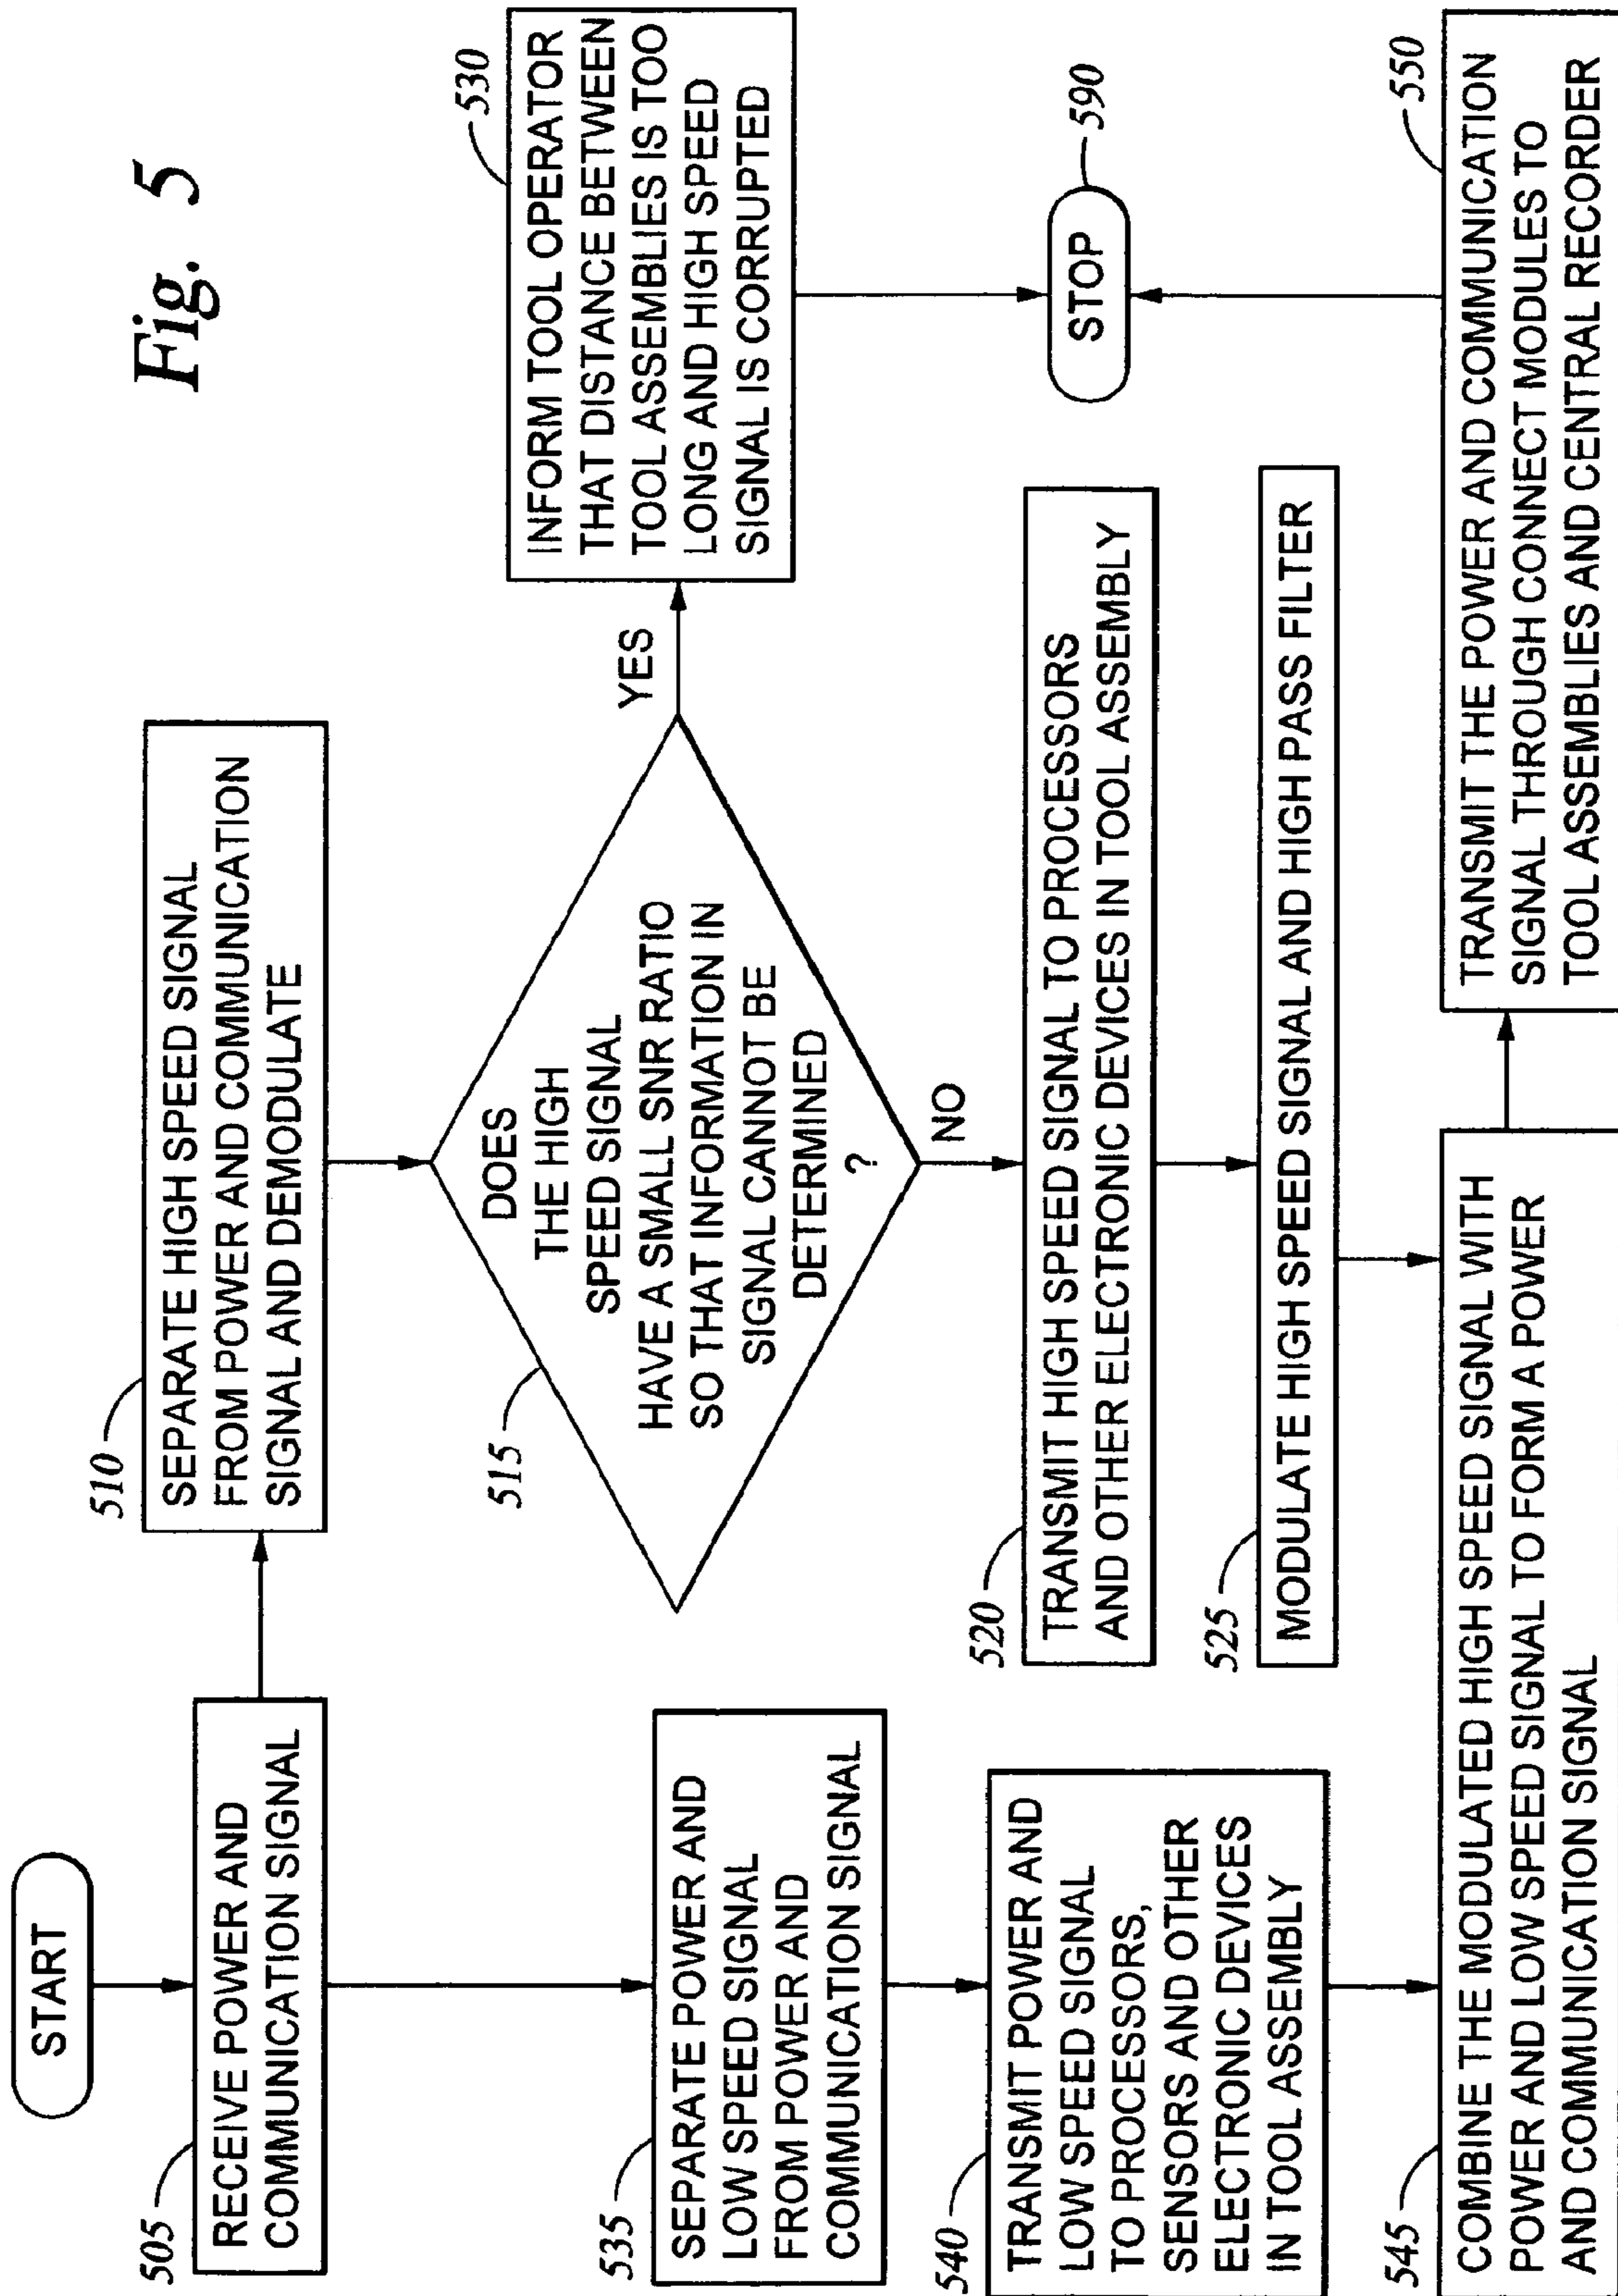 Fig. 5
START
505
RECEIVE POWER AND
COMMUNICATION SIGNAL
510
SEPARATE HIGH SPEED SIGNAL
FROM POWER AND COMMUNICATION
SIGNAL AND DEMODULATE
515
DOES
THE HIGH
SPEED SIGNAL
HAVE A SMALL SNR RATIO
SO THAT INFORMATION IN
SIGNAL CANNOT BE
DETERMINED
?
YES
NO
530
INFORM TOOL OPERATOR
THAT DISTANCE BETWEEN
TOOL ASSEMBLIES IS TOO
LONG AND HIGH SPEED
SIGNAL IS CORRUPTED
520
TRANSMIT HIGH SPEED SIGNAL TO PROCESSORS
AND OTHER ELECTRONIC DEVICES IN TOOL ASSEMBLY
525
MODULATE HIGH SPEED SIGNAL AND HIGH PASS FILTER
535
SEPARATE POWER AND
LOW SPEED SIGNAL
FROM POWER AND
COMMUNICATION SIGNAL
540
TRANSMIT POWER AND
LOW SPEED SIGNAL
TO PROCESSORS,
SENSORS AND OTHER
ELECTRONIC DEVICES
IN TOOL ASSEMBLY
545
COMBINE THE MODULATED HIGH SPEED SIGNAL WITH
POWER AND LOW SPEED SIGNAL TO FORM A POWER
AND COMMUNICATION SIGNAL
550
TRANSMIT THE POWER AND COMMUNICATION
SIGNAL THROUGH CONNECT MODULES TO
TOOL ASSEMBLIES AND CENTRAL RECORDER
590
STOP